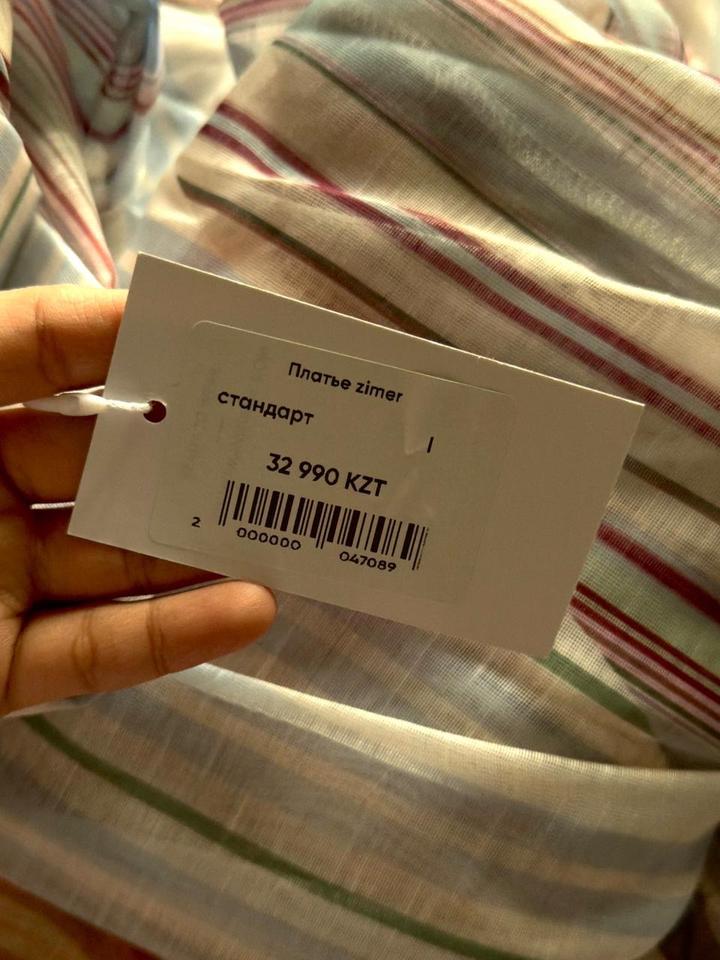 Платье zimer
стандарт
I
32 990 KZT
2 000000 047089